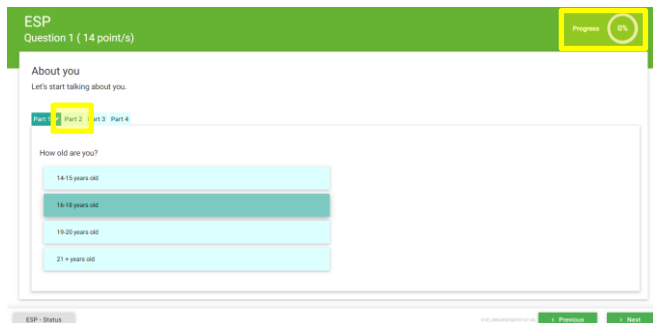 ESP
Question 1 ( 14 point/s)
Progress 0%
About you
Let's start talking about you.
Part 1 Part 2 Part 3 Part 4
How old are you?
14-15 years old
16-18 years old
19-20 years old
21 + years old
ESP - Status
< Previous
> Next